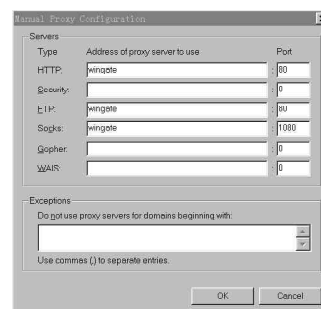 Manual Proxy Configuration
Servers
Type Address of proxy server to use Port
HTTP: wingate : 80
Security: : 0
FTP: wingate : 80
Socks: wingate : 1080
Gopher: : 0
WAIS: : 0
Exceptions
Do not use proxy servers for domains beginning with:
Use commas (,) to separate entries.
OK Cancel